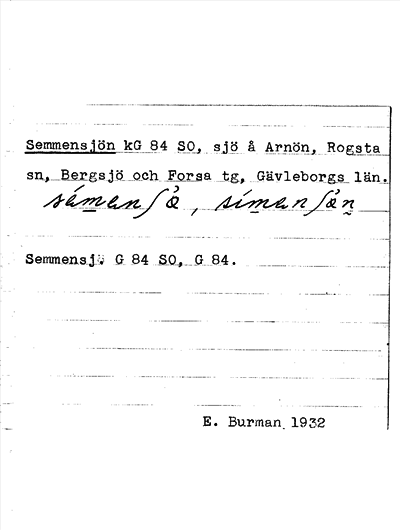 Semmensjön kG 84 SO, sjö å Arnön, Rogsta
sn, Bergsjö och Forsa tg, Gävleborgs län.
Semmensj: G 84 SO, G 84.
E. Burman 1932